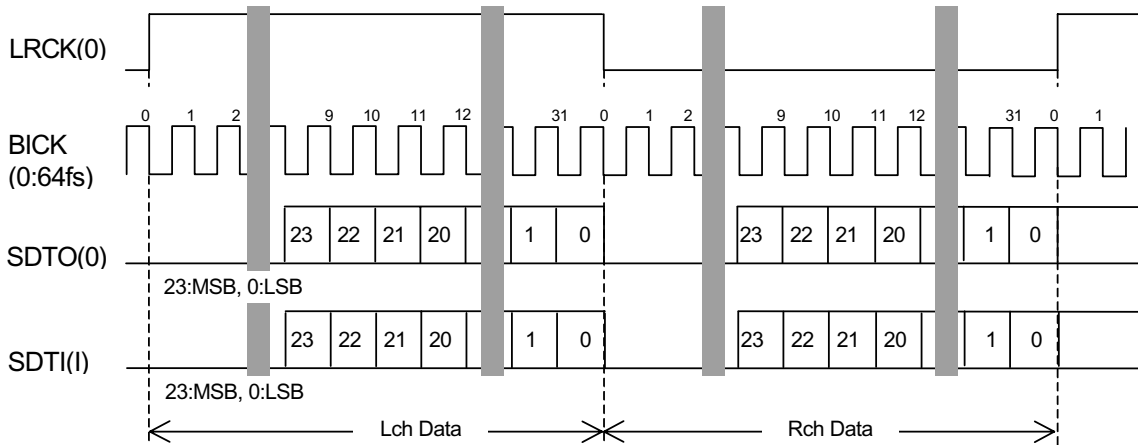 LRCK(0)
0 1 2 9 10 11 12 31 0 1 2 9 10 11 12 31 0 1
BICK
(0:64fs)
23 22 21 20 1 0 23 22 21 20 1 0
SDTO(0)
23:MSB, 0:LSB
23 22 21 20 1 0 23 22 21 20 1 0
SDTI(I)
23:MSB, 0:LSB
Lch Data Rch Data